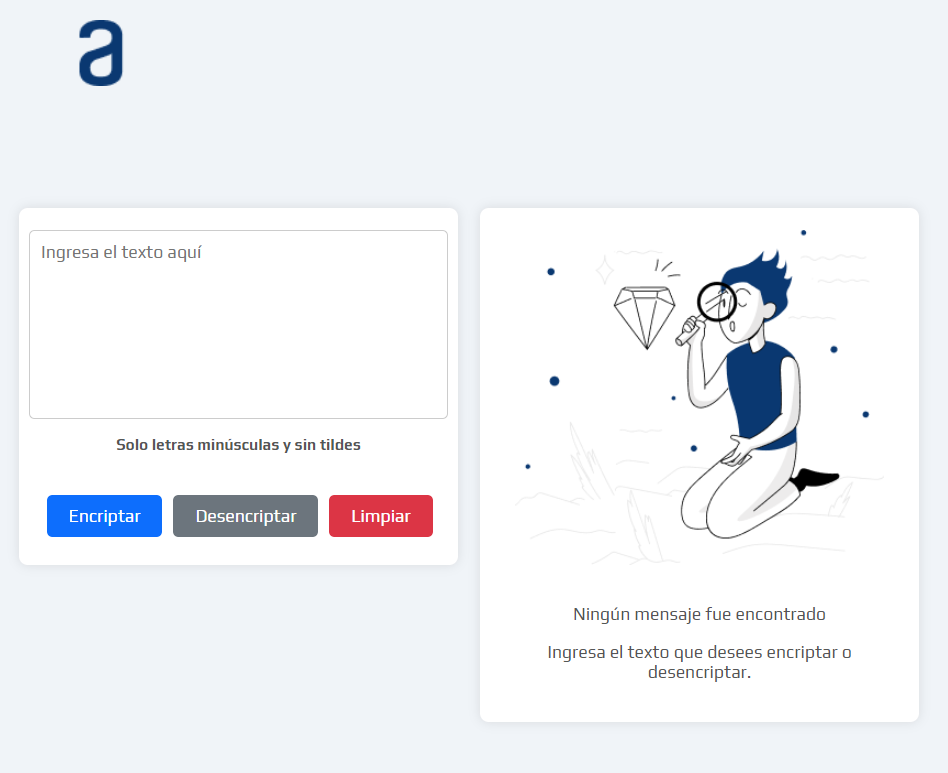 a
Ingresa el texto aquí
Solo letras minúsculas y sin tildes
Encriptar
Desencriptar
Limpiar
Ningún mensaje fue encontrado
Ingresa el texto que desees encriptar o
desencriptar.